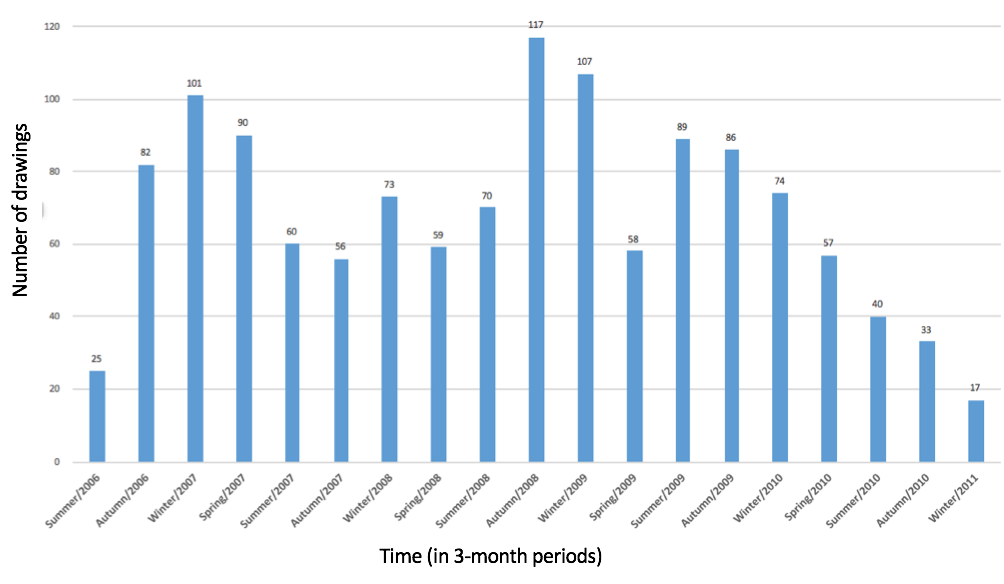 120
100
80
60
40
20
0
Number of drawings
25
82
101
90
60
56
73
59
70
117
107
58
89
86
74
57
40
33
17
Summer/2006
Autumn/2006
Winter/2007
Spring/2007
Summer/2007
Autumn/2007
Winter/2008
Spring/2008
Summer/2008
Autumn/2008
Winter/2009
Spring/2009
Summer/2009
Autumn/2009
Winter/2010
Spring/2010
Summer/2010
Autumn/2010
Winter/2011
Time (in 3-month periods)